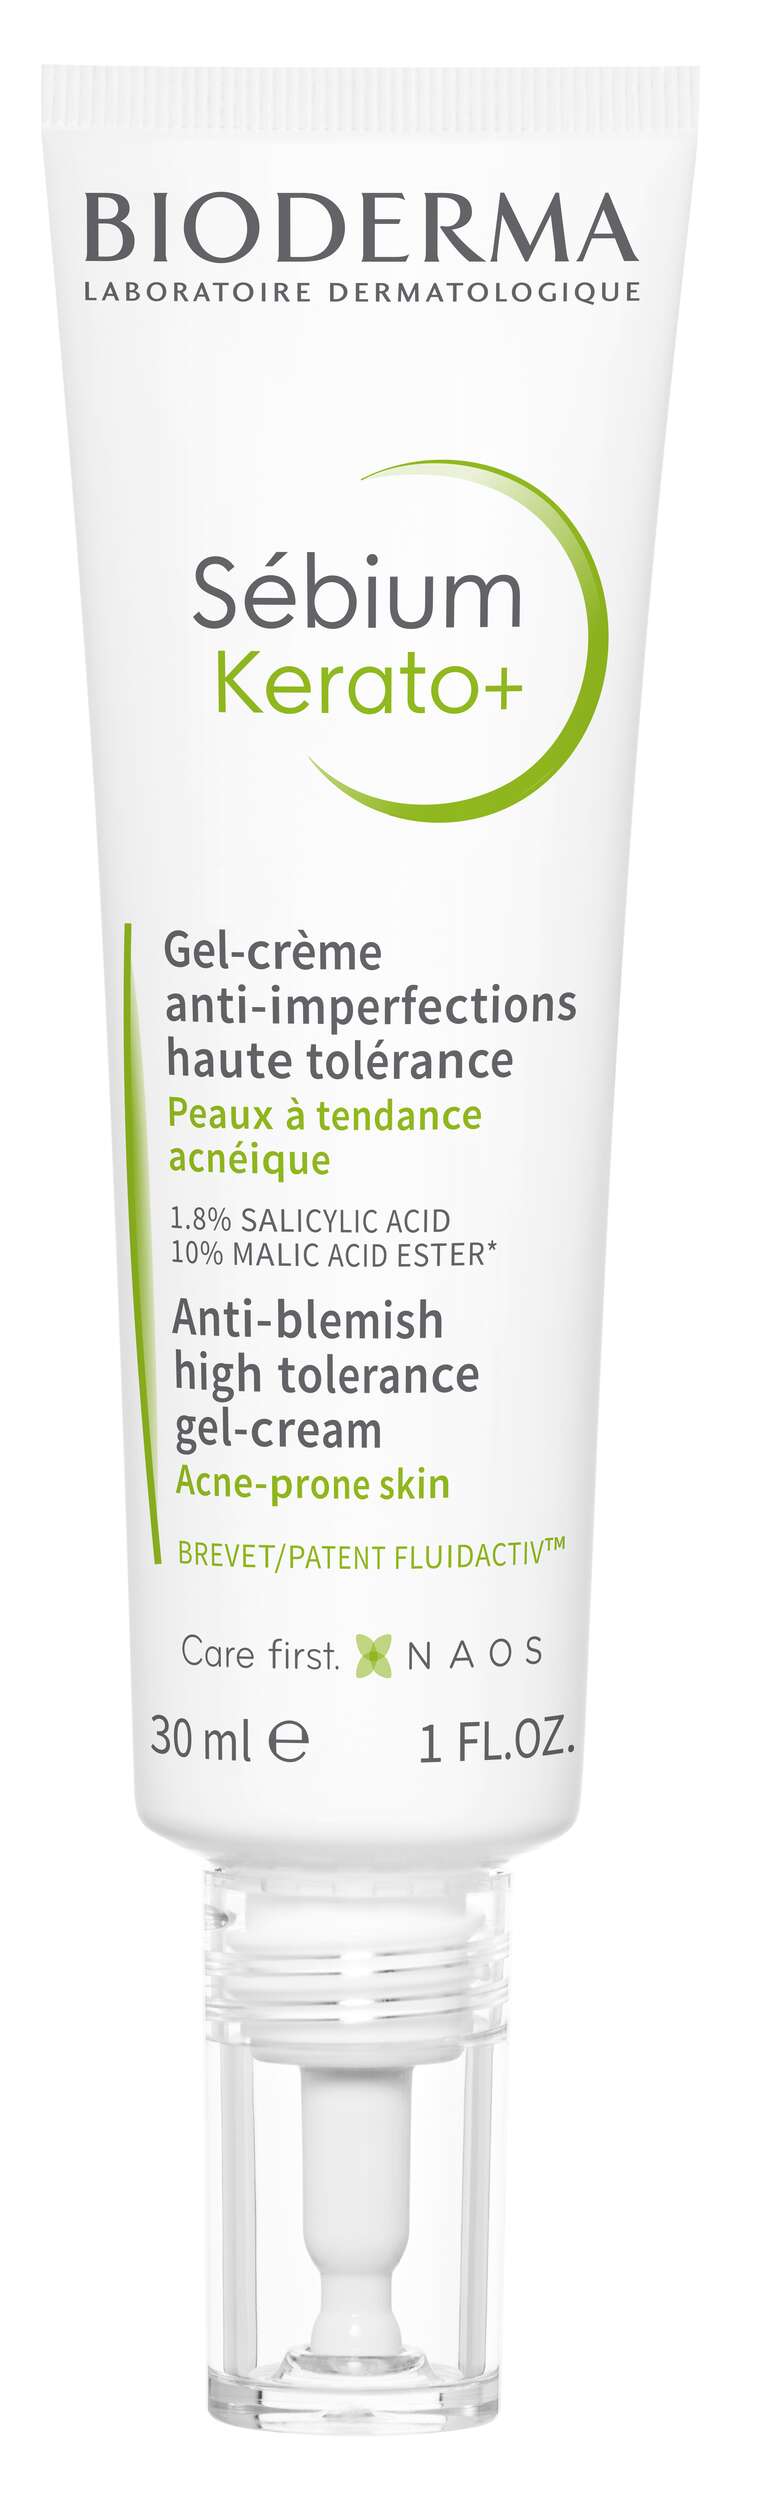 BIODERMA
LABORATOIRE DERMATOLOGIQUE
Sébium
Kerato+
Gel-crème
anti-imperfections
haute tolérance
Peaux à tendance
acnéique
1.8% SALICYLIC ACID
10% MALIC ACID ESTER*
Anti-blemish
high tolerance
gel-cream
Acne-prone skin
BREVET/PATENT FLUIDACTIV™
Care first. NAOS
30 ml ℮ 1 FL.OZ.